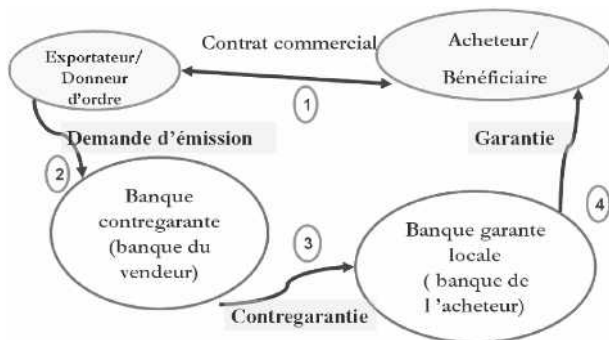 Exportateur/
Donneur
d'ordre
Contrat commercial
Acheteur/
Bénéficiaire
1
Demande d'émission
Garantie
2
Banque
contregarante
(banque du
vendeur)
3
Banque garante
locale
( banque de
l 'acheteur)
4
Contregarantie